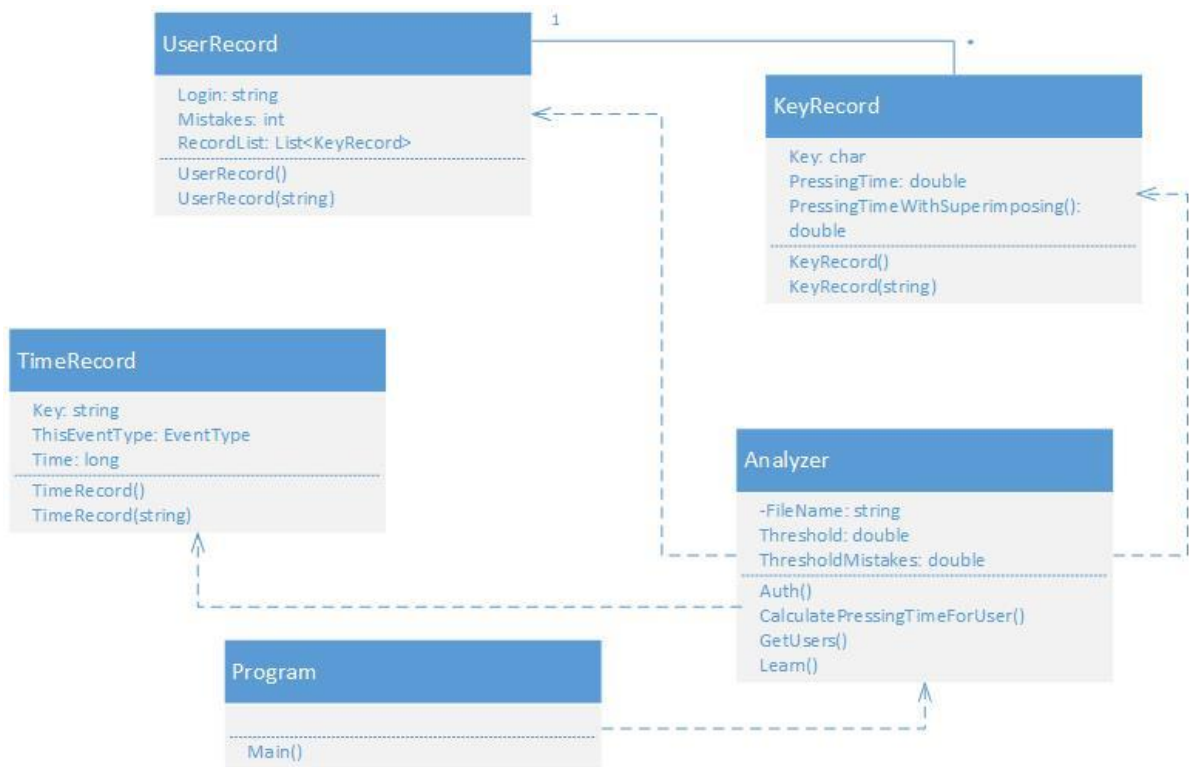 1
UserRecord
*
Login: string
Mistakes: int
RecordList: List<KeyRecord>
UserRecord()
UserRecord(string)
KeyRecord
Key: char
PressingTime: double
PressingTimeWithSuperimposing():
double
KeyRecord()
KeyRecord(string)
TimeRecord
Key: string
ThisEventType: EventType
Time: long
TimeRecord()
TimeRecord(string)
Analyzer
-FileName: string
Threshold: double
ThresholdMistakes: double
Auth()
CalculatePressingTimeForUser()
GetUsers()
Learn()
Program
Main()